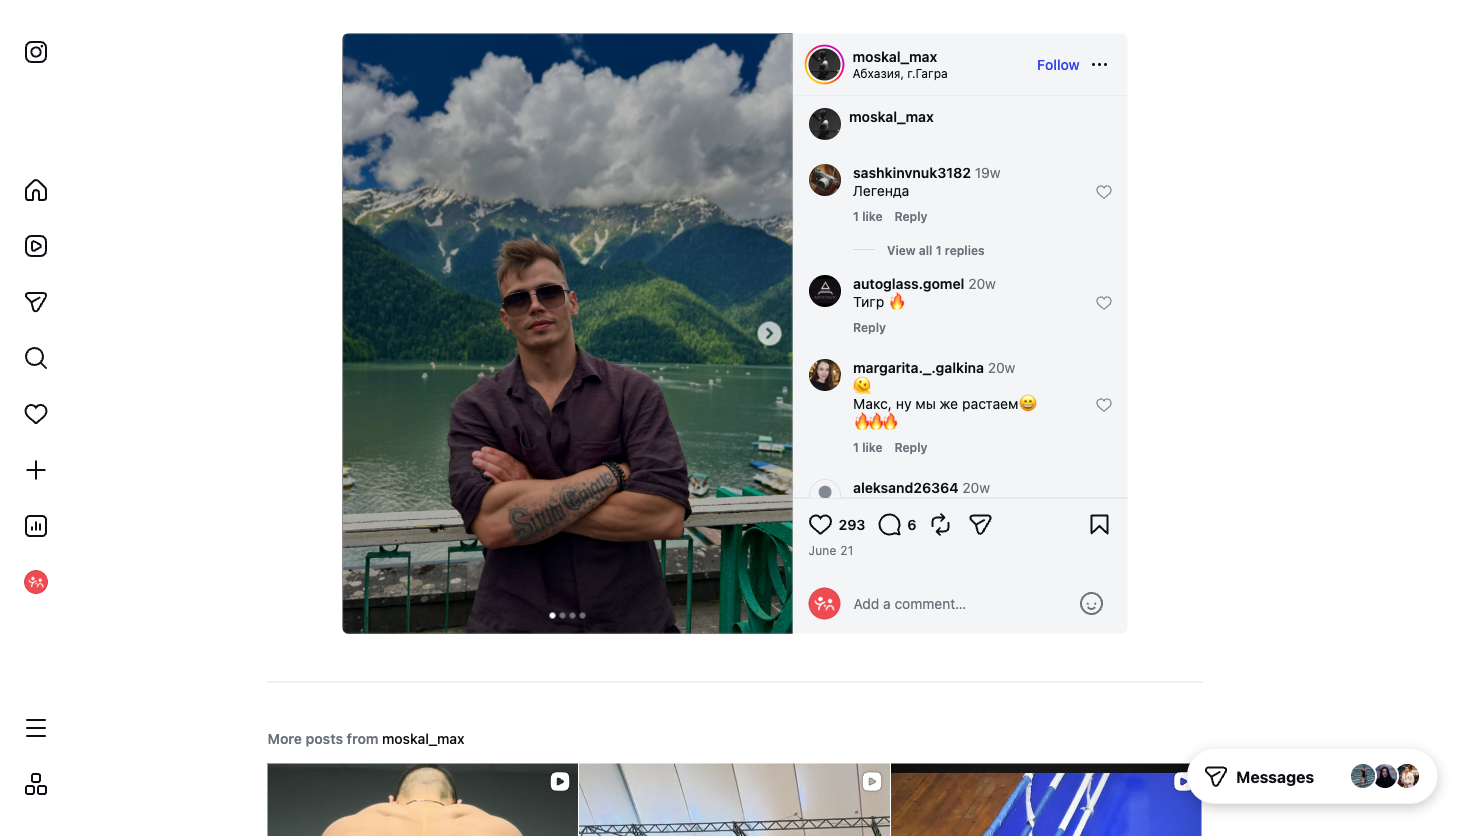 moskal_max
Абхазия, г.Гагра
Follow
moskal_max
sashkinvnuk3182 19w
Легенда
1 like Reply
View all 1 replies
autoglass.gomel 20w
Тигр 🔥
Reply
margarita._.galkina 20w
🫠
Макс, ну мы же растаем😄
🔥🔥🔥
1 like Reply
aleksand26364 20w
293 6
June 21
Add a comment...
More posts from moskal_max
Messages